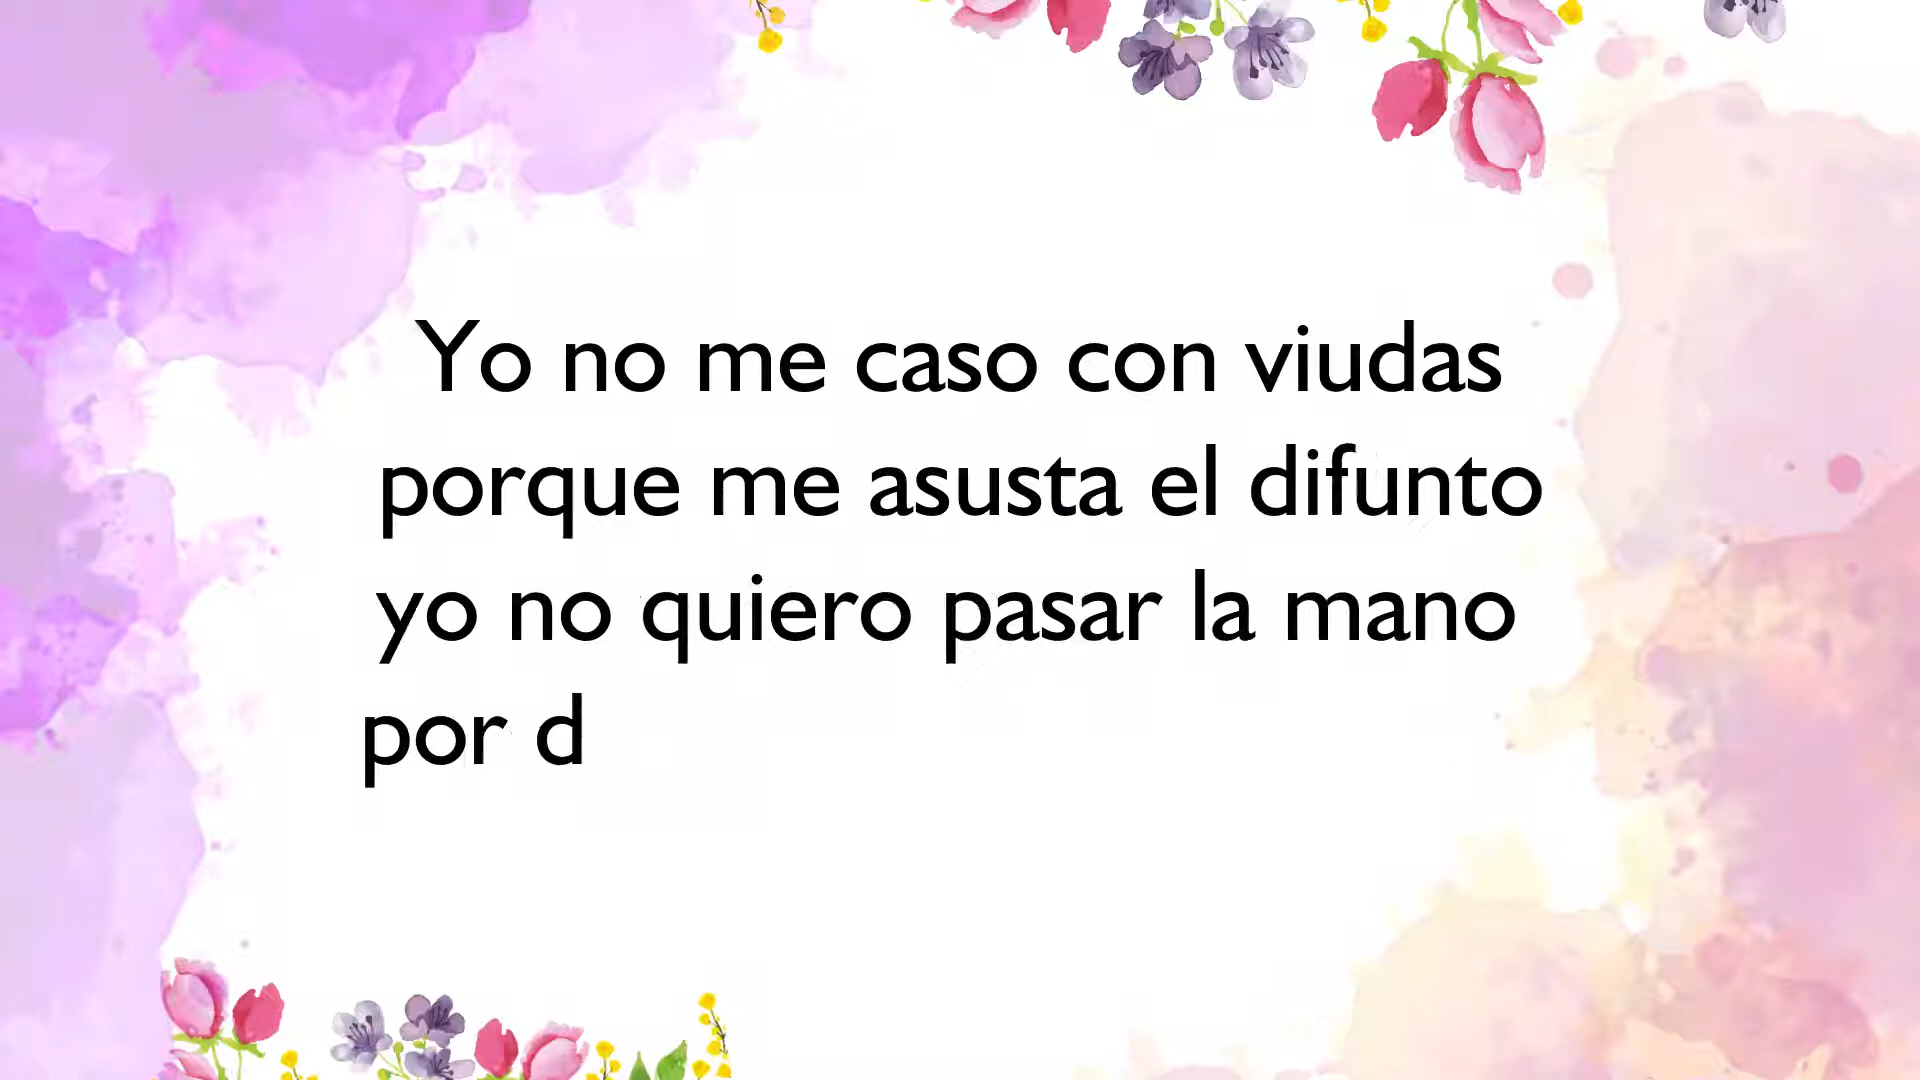 Yo no me caso con viudas
porque me asusta el difunto
yo no quiero pasar la mano
por d